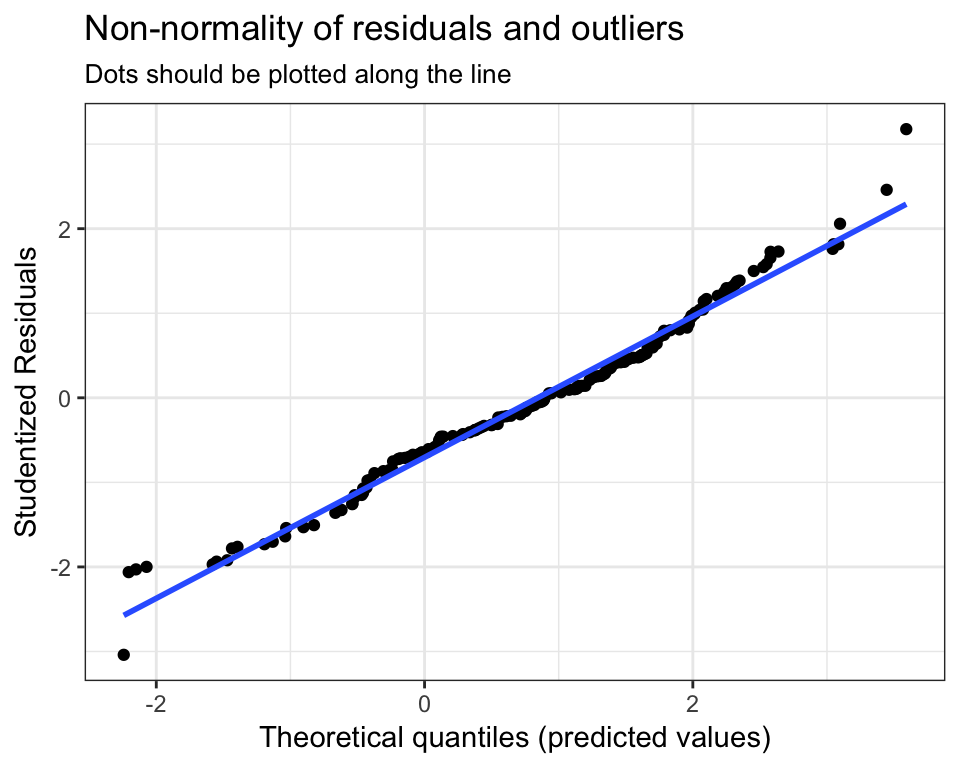 Non-normality of residuals and outliers
Dots should be plotted along the line
Studentized Residuals
2
0
-2
-2
0
2
Theoretical quantiles (predicted values)